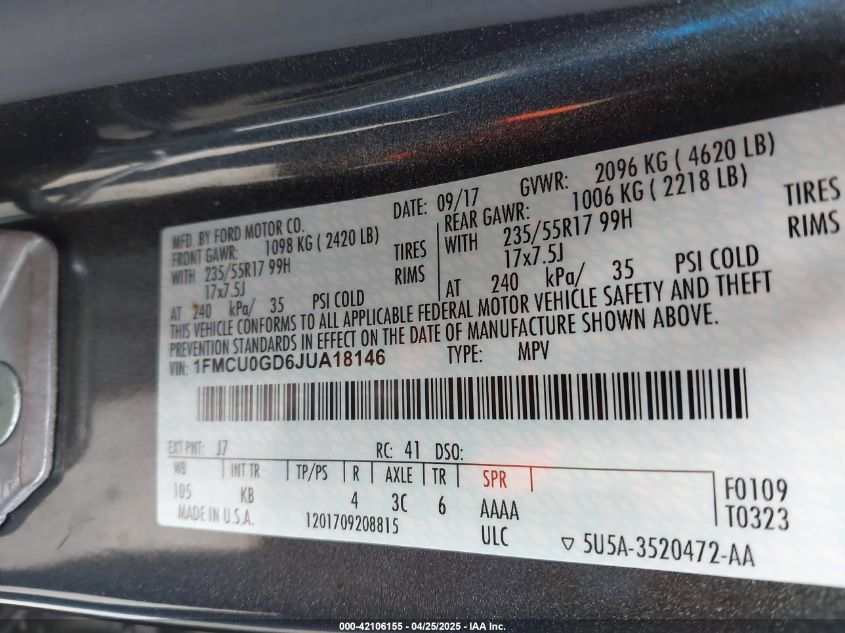 MFD. BY FORD MOTOR CO.
DATE: 09/17 GVWR: 2096 KG ( 4620 LB)
FRONT GAWR: 1098 KG ( 2420 LB)
REAR GAWR: 1006 KG ( 2218 LB)
WITH 235/55R17 99H TIRES
WITH 235/55R17 99H TIRES
17x7.5J RIMS
17x7.5J RIMS
AT 240 kPa/ 35 PSI COLD
AT 240 kPa/ 35 PSI COLD
THIS VEHICLE CONFORMS TO ALL APPLICABLE FEDERAL MOTOR VEHICLE SAFETY AND THEFT
PREVENTION STANDARDS IN EFFECT ON THE DATE OF MANUFACTURE SHOWN ABOVE.
VIN: 1FMCU0GD6JUA18146 TYPE: MPV
EXT PNT: J7 RC: 41 DSO:
WB INT TR TP/PS R AXLE TR SPR
105 KB 4 3C 6 AAAA
F0109
T0323
MADE IN U.S.A. 1201709208815 ULC
▽ 5U5A-3520472-AA
000-42106155 - 04/25/2025 - IAA Inc.